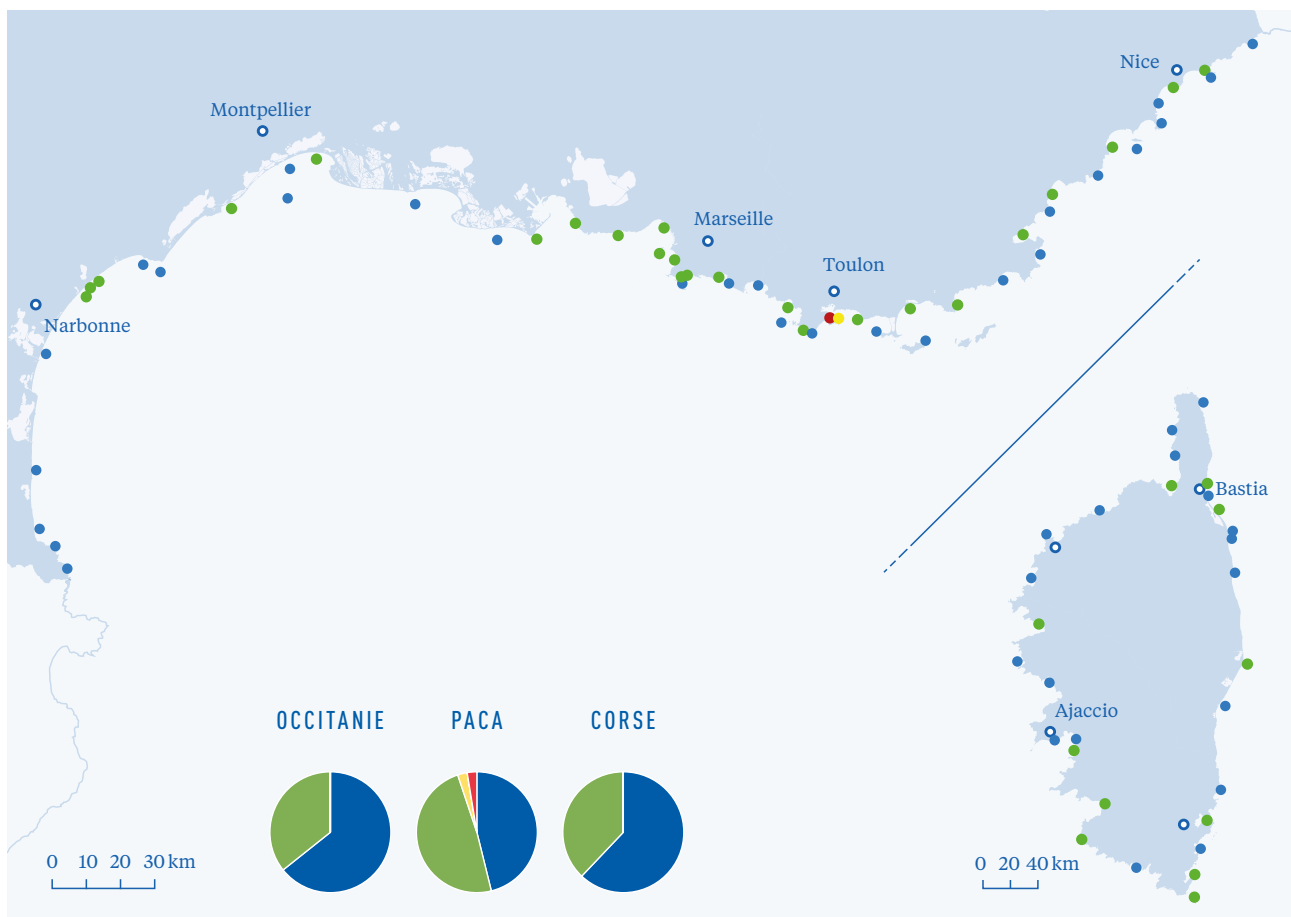 Nice
Montpellier
Marseille
Toulon
Narbonne
Bastia
Ajaccio
OCCITANIE PACA CORSE
0 10 20 30 km
0 20 40 km